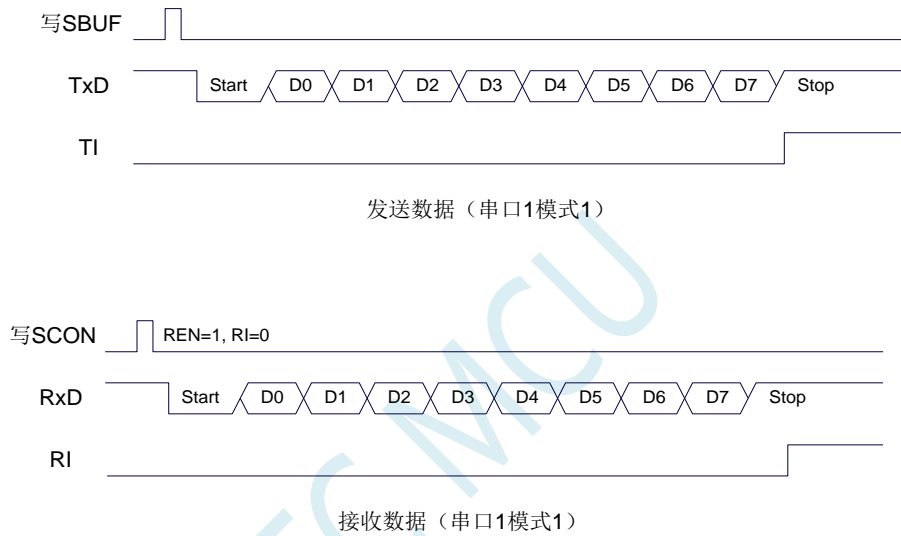 写SBUF
TxD Start D0 D1 D2 D3 D4 D5 D6 D7 Stop
TI
发送数据（串口1模式1）
写SCON REN=1, RI=0
RxD Start D0 D1 D2 D3 D4 D5 D6 D7 Stop
RI
接收数据（串口1模式1）
MCU